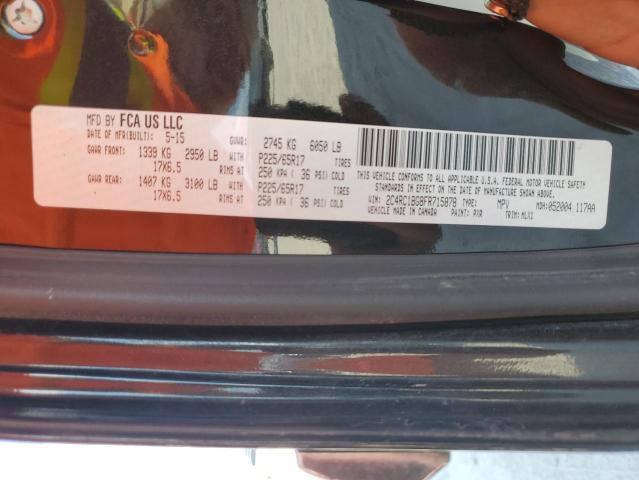 MFD BY FCA US LLC
DATE OF MFR(BUILT): 5-15 GVWR: 2745 KG 6050 LB
GAWR FRONT: 1339 KG 2950 LB WITH P225/65R17 TIRES
17X6.5 RIMS AT 250 KPA ( 36 PSI) COLD
GAWR REAR: 1407 KG 3100 LB WITH P225/65R17 TIRES
17X6.5 RIMS AT 250 KPA ( 36 PSI) COLD
THIS VEHICLE CONFORMS TO ALL APPLICABLE U.S.A. FEDERAL MOTOR VEHICLE SAFETY
STANDARDS IN EFFECT ON THE DATE OF MANUFACTURE SHOWN ABOVE.
VIN: 2C4RC1BG8FR715878 TYPE: MPV MDH:052004 117AA
VEHICLE MADE IN CANADA PAINT: PXR TRIM:MLX1